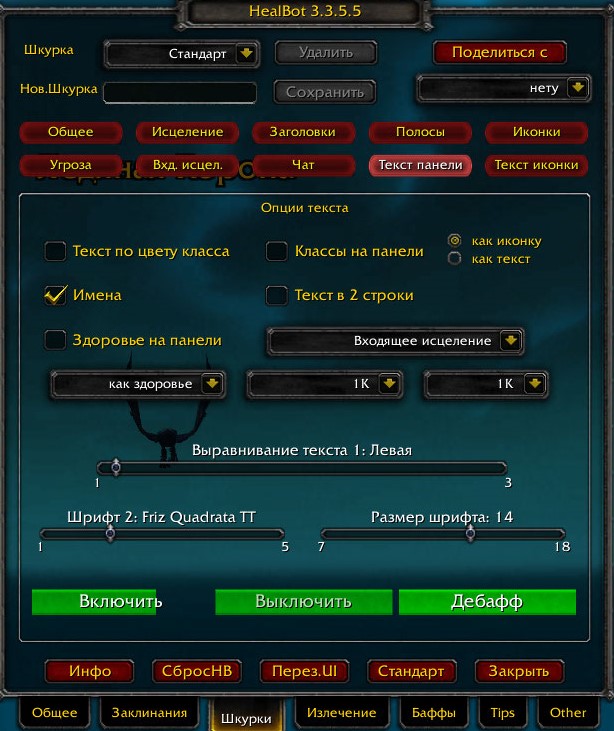 HealBot 3.3.5.5
Шкурка
Стандарт
Удалить
Поделиться с
Нов.Шкурка
Сохранить
нету
Общее
Исцеление
Заголовки
Полосы
Иконки
Угроза
Вхд. исцел.
Чат
Текст панели
Текст иконки
Опции текста
Текст по цвету класса
Классы на панели
как иконку
как текст
Имена
Текст в 2 строки
Здоровье на панели
Входящее исцеление
как здоровье
1K
1K
Выравнивание текста 1: Левая
1
3
Шрифт 2: Friz Quadrata TT
Размер шрифта: 14
1
5
7
18
Включить
Выключить
Дебафф
Инфо
СбросHB
Перез.UI
Стандарт
Закрыть
Общее
Заклинания
Шкурки
Излечение
Баффы
Tips
Other